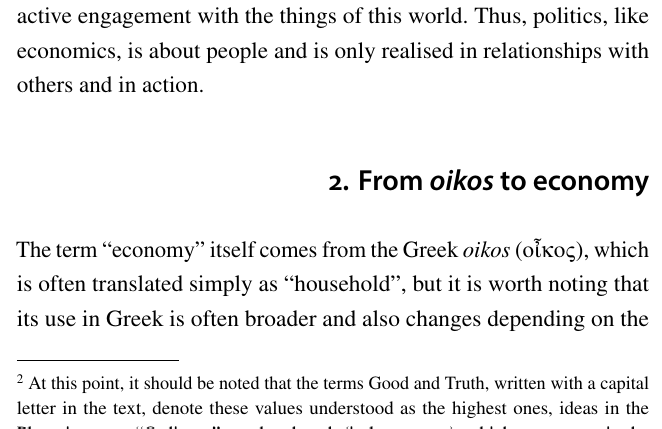 active engagement with the things of this world. Thus, politics, like
economics, is about people and is only realised in relationships with
others and in action.
2. From oikos to economy
The term “economy” itself comes from the Greek oikos (οἶκος), which
is often translated simply as “household”, but it is worth noting that
its use in Greek is often broader and also changes depending on the
2 At this point, it should be noted that the terms Good and Truth, written with a capital
letter in the text, denote these values understood as the highest ones, ideas in the